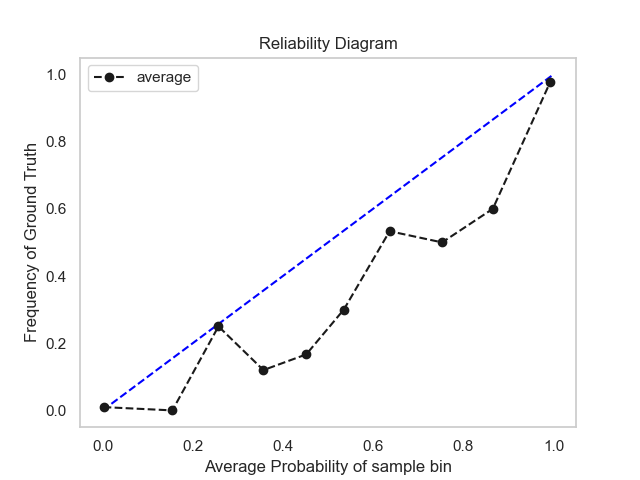 Reliability Diagram
average
Frequency of Ground Truth
1.0
0.8
0.6
0.4
0.2
0.0
0.0 0.2 0.4 0.6 0.8 1.0
Average Probability of sample bin